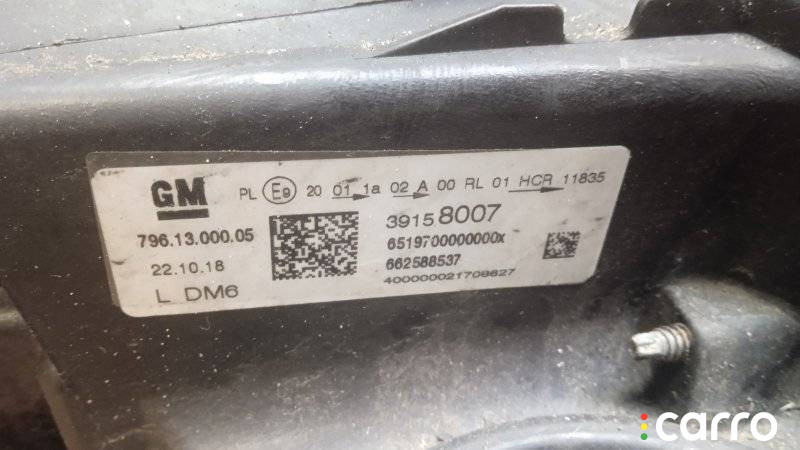 GM
PL E9 20 01 1a 02 A 00 RL 01 HCR 11835
796.13.000.05
39158007
6519700000000x
22.10.18
662588537
L DM6
400000021709627
carro